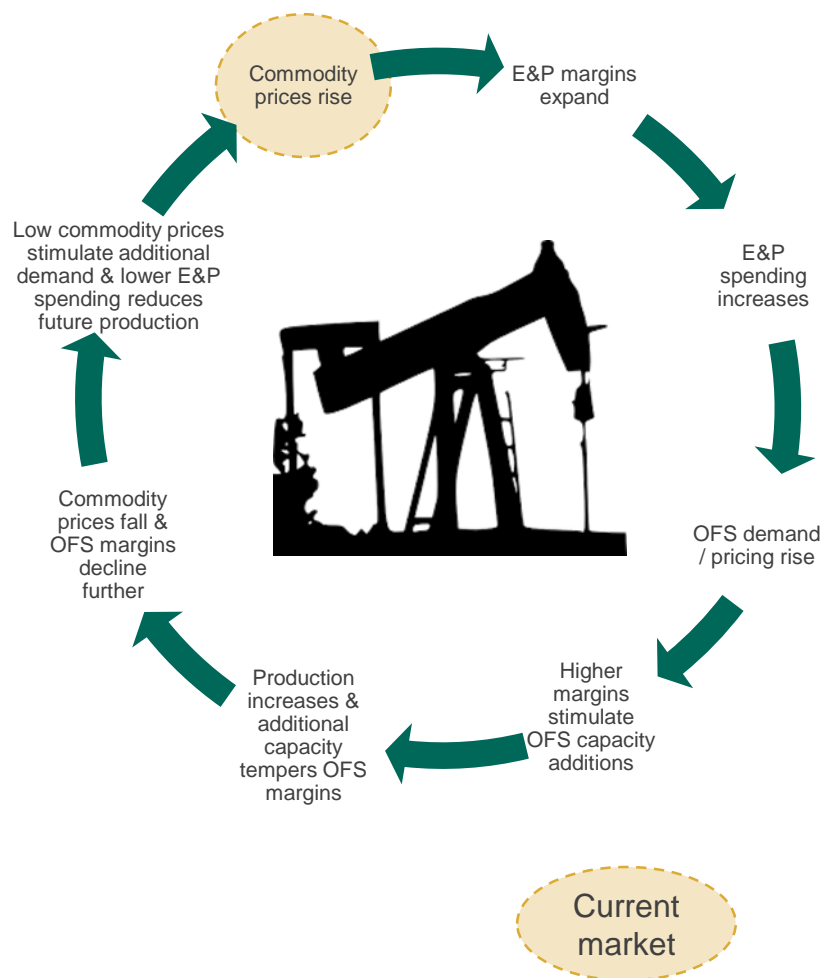 Commodity
prices rise
E&P margins
expand
E&P
spending
increases
OFS demand
/ pricing rise
Higher
margins
stimulate
OFS capacity
additions
Production
increases &
additional
capacity
tempers OFS
margins
Commodity
prices fall &
OFS margins
decline
further
Low commodity prices
stimulate additional
demand & lower E&P
spending reduces
future production
Current
market